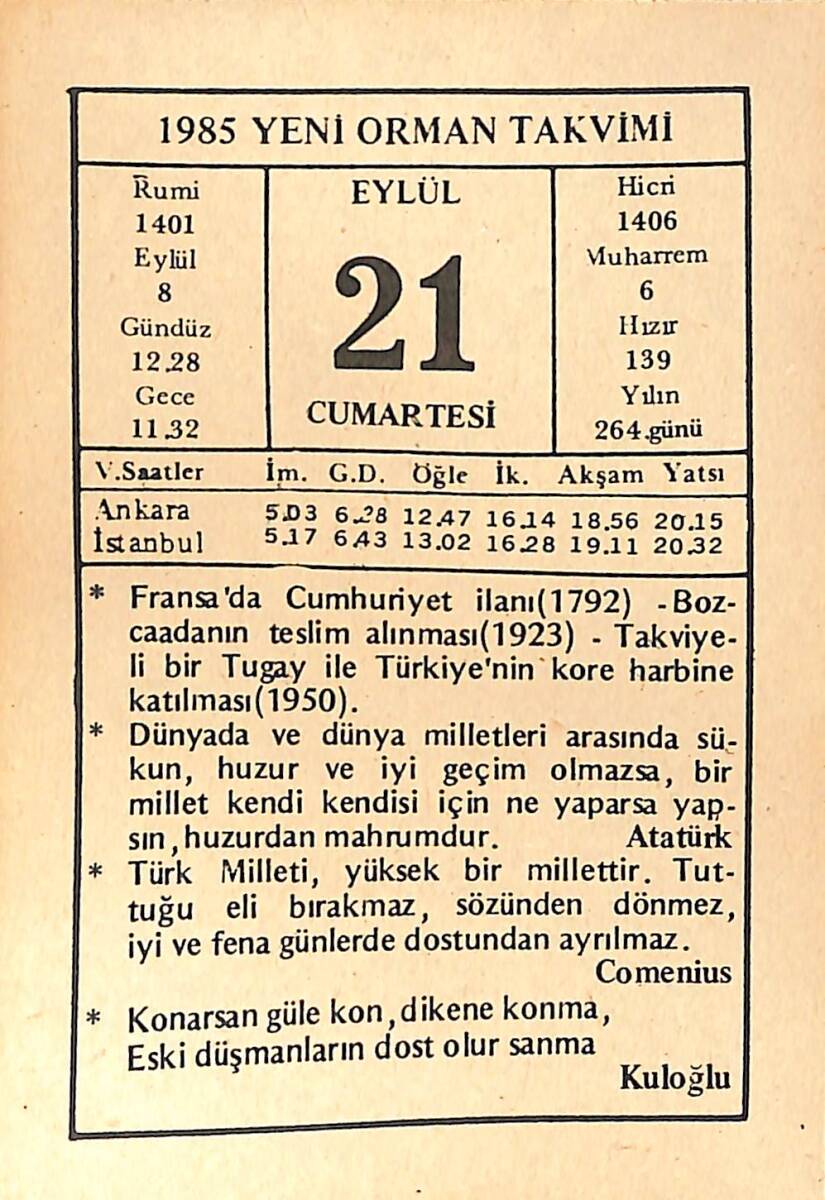 1985 YENİ ORMAN TAKVİMİ
Rumi
1401
Eylül
8
Gündüz
12.28
Gece
11.32
EYLÜL
21
CUMARTESİ
Hicri
1406
Muharrem
6
Hızır
139
Yılın
264.günü
V.Saatler İm. G.D. Öğle İk. Akşam Yatsı
Ankara 5.03 6.28 12.47 16.14 18.56 20.15
İstanbul 5.17 6.43 13.02 16.28 19.11 20.32
* Fransa'da Cumhuriyet ilanı(1792) -Boz-
caadanın teslim alınması(1923) - Takviye-
li bir Tugay ile Türkiye'nin kore harbine
katılması(1950).
* Dünyada ve dünya milletleri arasında sü-
kun, huzur ve iyi geçim olmazsa, bir
millet kendi kendisi için ne yaparsa yap-
sın, huzurdan mahrumdur. Atatürk
* Türk Milleti, yüksek bir millettir. Tut-
tuğu eli bırakmaz, sözünden dönmez,
iyi ve fena günlerde dostundan ayrılmaz.
Comenius
* Konarsan güle kon, dikene konma,
Eski düşmanların dost olur sanma
Kuloğlu